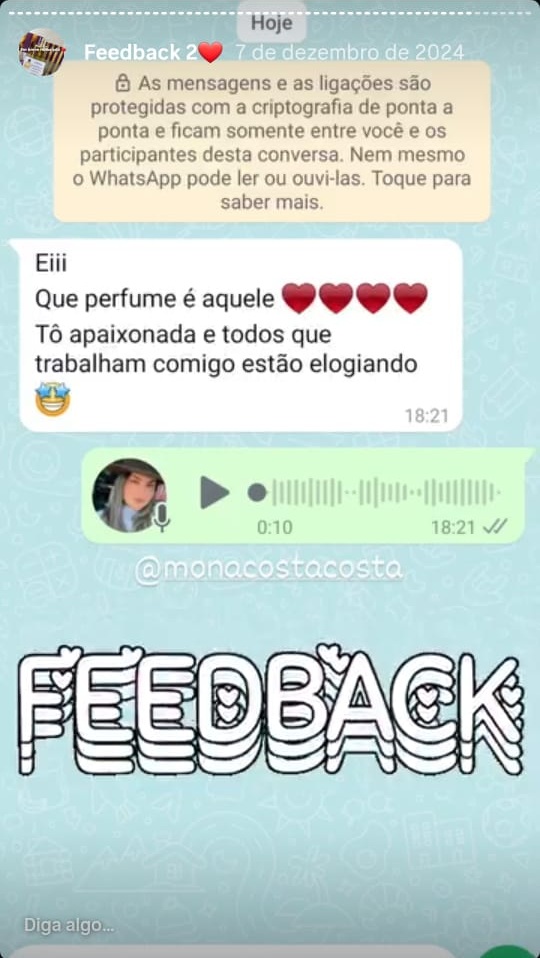 Hoje
Feedback 2❤️ 7 de dezembro de 2024
As mensagens e as ligações são
protegidas com a criptografia de ponta a
ponta e ficam somente entre você e os
participantes desta conversa. Nem mesmo
o WhatsApp pode ler ou ouvi-las. Toque para
saber mais.
Eiii
Que perfume é aquele ❤️❤️❤️❤️
Tô apaixonada e todos que
trabalham comigo estão elogiando
🤩
18:21
0:10 18:21
@monacostacosta
FEEDBACK
Diga algo...